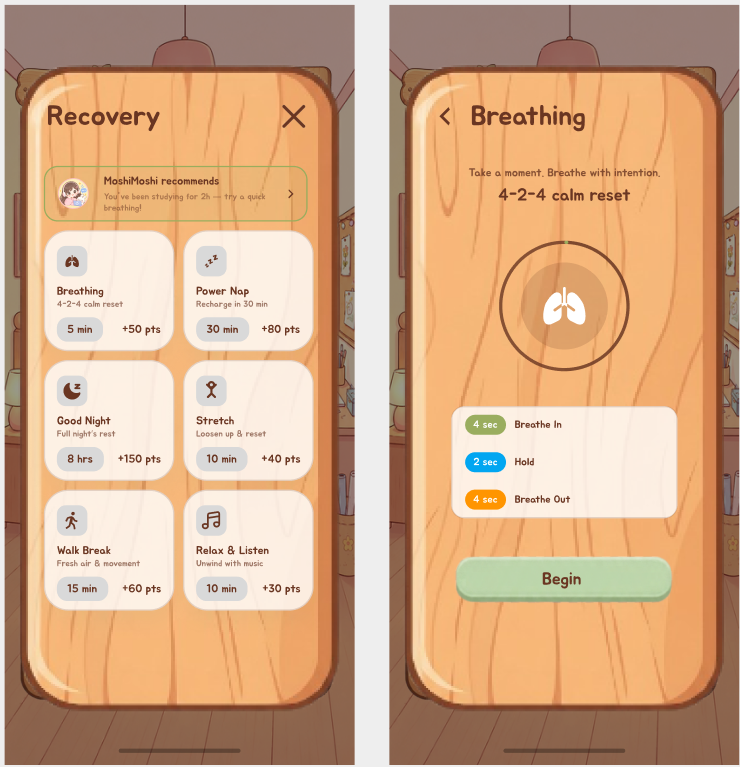 Recovery
MoshiMoshi recommends
You've been studying for 2h — try a quick
breathing!
Breathing
4-2-4 calm reset
5 min +50 pts
Power Nap
Recharge in 30 min
30 min +80 pts
Good Night
Full night's rest
8 hrs +150 pts
Stretch
Loosen up & reset
10 min +40 pts
Walk Break
Fresh air & movement
15 min +60 pts
Relax & Listen
Unwind with music
10 min +30 pts
Breathing
Take a moment. Breathe with intention.
4-2-4 calm reset
4 sec Breathe In
2 sec Hold
4 sec Breathe Out
Begin